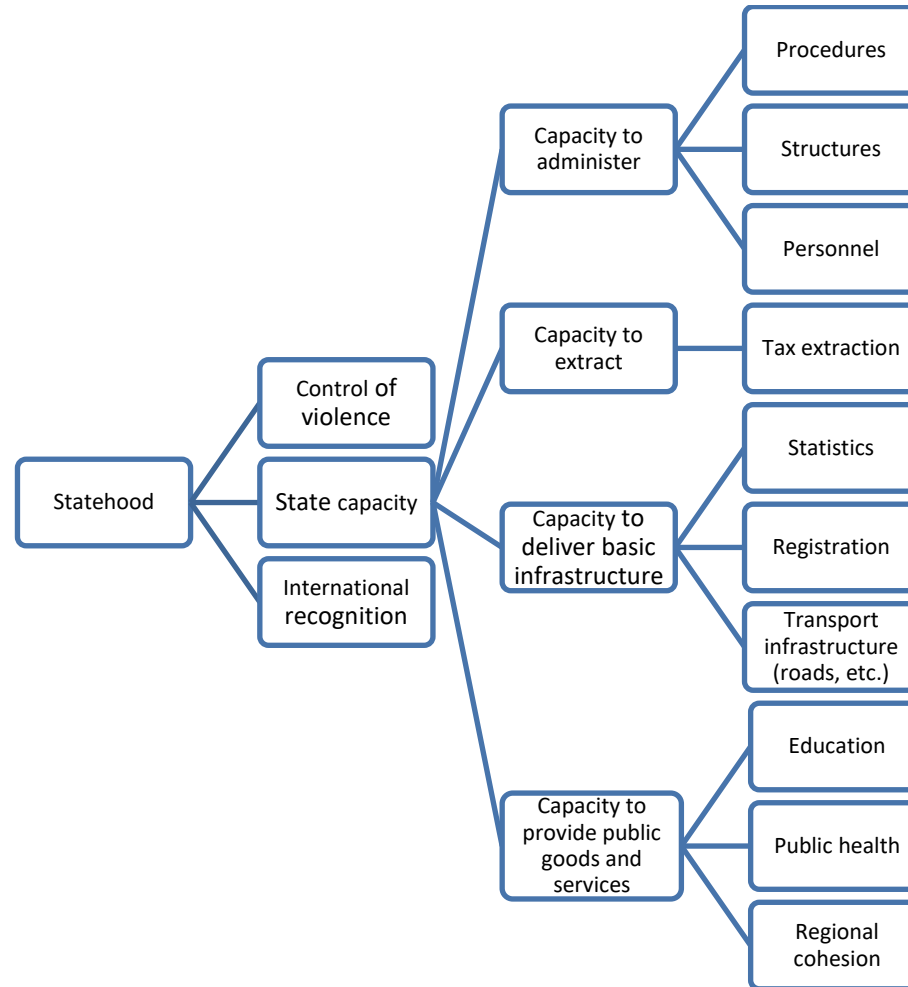 Statehood
Control of
violence
State capacity
International
recognition
Capacity to
administer
Capacity to
extract
Capacity to
deliver basic
infrastructure
Capacity to
provide public
goods and
services
Procedures
Structures
Personnel
Tax extraction
Statistics
Registration
Transport
infrastructure
(roads, etc.)
Education
Public health
Regional
cohesion